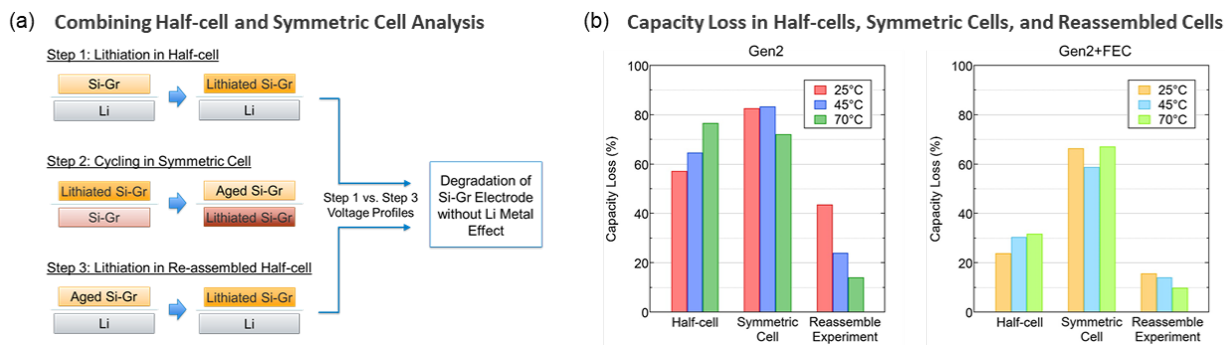 (a) Combining Half-cell and Symmetric Cell Analysis
Step 1: Lithiation in Half-cell
Si-Gr
Lithiated Si-Gr
Li
Li
Step 2: Cycling in Symmetric Cell
Lithiated Si-Gr
Aged Si-Gr
Si-Gr
Lithiated Si-Gr
Step 3: Lithiation in Re-assembled Half-cell
Aged Si-Gr
Lithiated Si-Gr
Li
Li
Step 1 vs. Step 3
Voltage Profiles
Degradation of
Si-Gr Electrode
without Li Metal
Effect
(b) Capacity Loss in Half-cells, Symmetric Cells, and Reassembled Cells
Gen2
Capacity Loss (%)
100
80
60
40
20
0
25°C
45°C
70°C
Half-cell
Symmetric
Cell
Reassemble
Experiment
Gen2+FEC
Capacity Loss (%)
100
80
60
40
20
0
25°C
45°C
70°C
Half-cell
Symmetric
Cell
Reassemble
Experiment